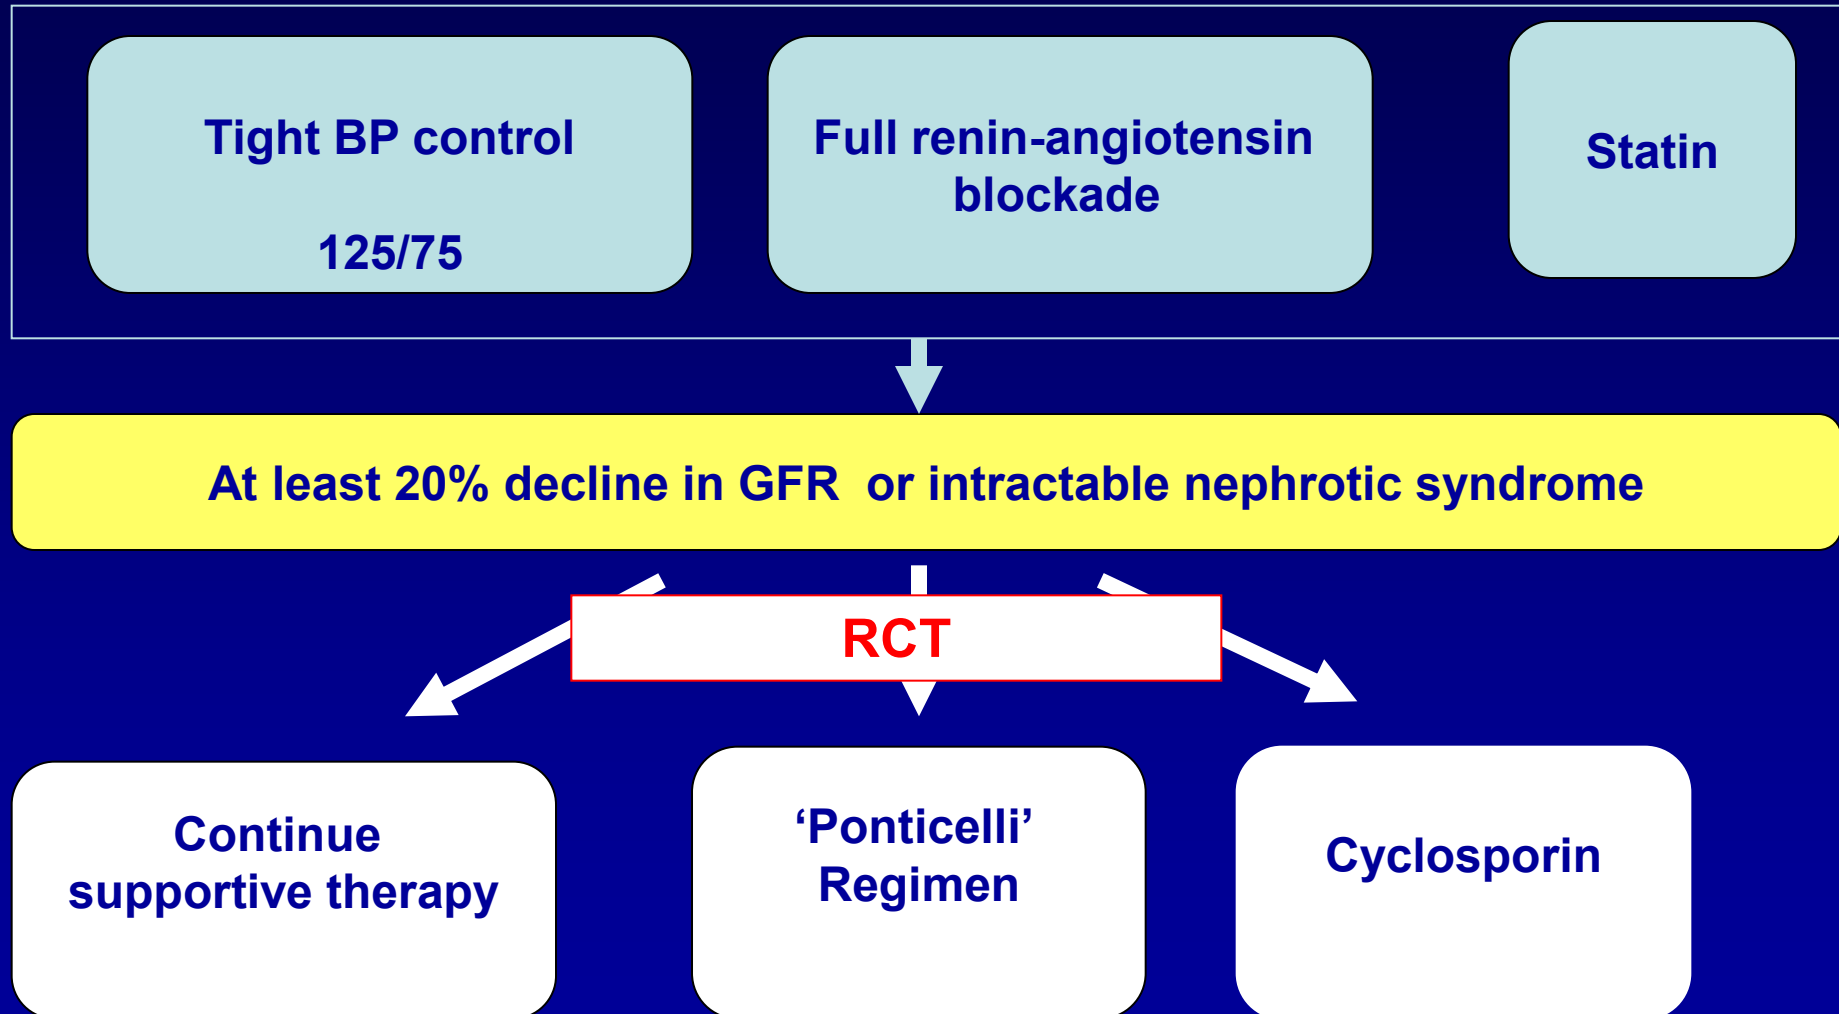 Tight BP control
125/75
Full renin-angiotensin
blockade
Statin
At least 20% decline in GFR  or intractable nephrotic syndrome
RCT
Continue
supportive therapy
‘Ponticelli’
Regimen
Cyclosporin